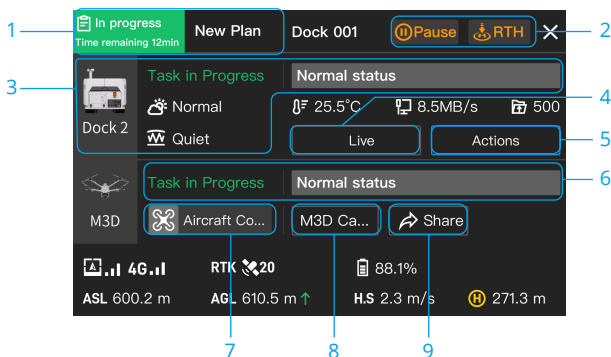 1 In progress New Plan Dock 001 Pause RTH 2
Time remaining 12min
3 Task in Progress Normal status
Normal 25.5°C 8.5MB/s 500 4
Dock 2
Quiet Live Actions 5
Task in Progress Normal status 6
M3D Aircraft Co... M3D Ca... Share
4G RTK 20 88.1%
ASL 600.2 m AGL 610.5 m ↑ H.S 2.3 m/s H 271.3 m
7 8 9